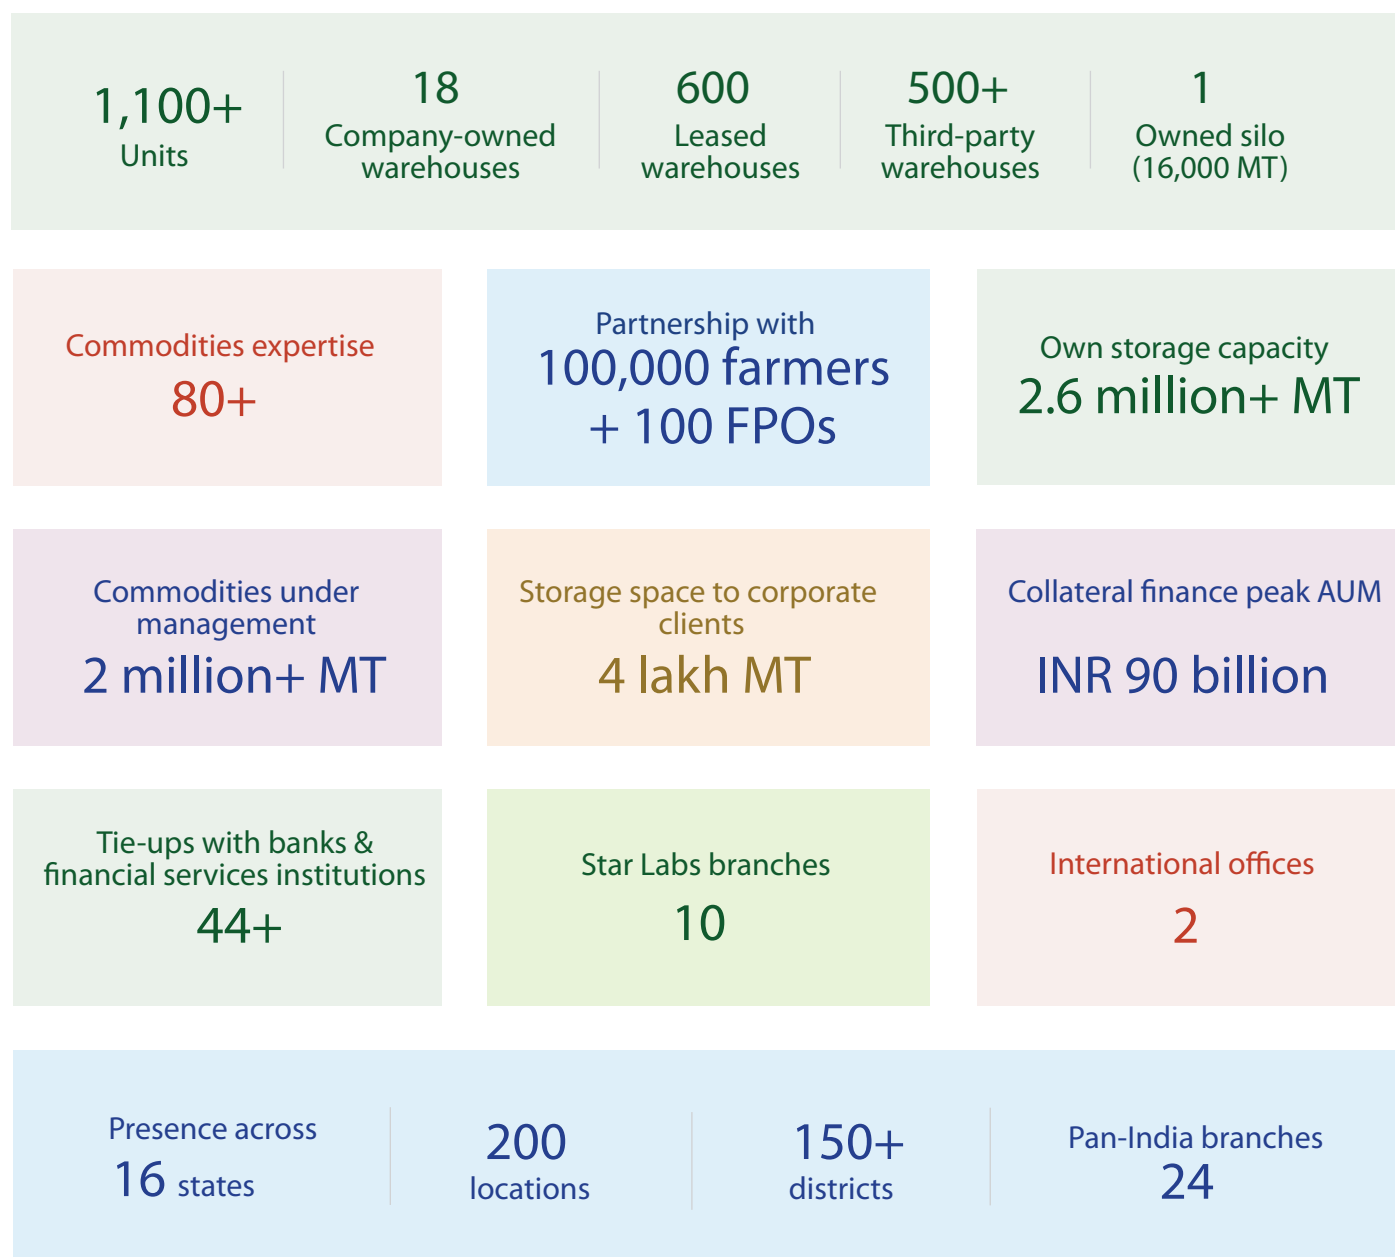 1,100+
Units
18
Company-owned
warehouses
600
Leased
warehouses
500+
Third-party
warehouses
1
Owned silo
(16,000 MT)
Commodities expertise
80+
Partnership with
100,000 farmers
+ 100 FPOs
Own storage capacity
2.6 million+ MT
Commodities under
management
2 million+ MT
Storage space to corporate
clients
4 lakh MT
Collateral finance peak AUM
INR 90 billion
Tie-ups with banks &
financial services institutions
44+
Star Labs branches
10
International offices
2
Presence across
16 states
200
locations
150+
districts
Pan-India branches
24